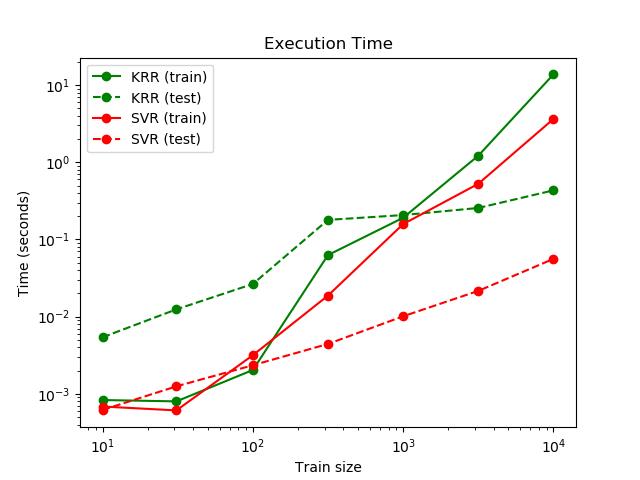 Execution Time
KRR (train)
KRR (test)
SVR (train)
SVR (test)
10¹
10⁰
10⁻¹
10⁻²
10⁻³
Time (seconds)
10¹ 10² 10³ 10⁴
Train size